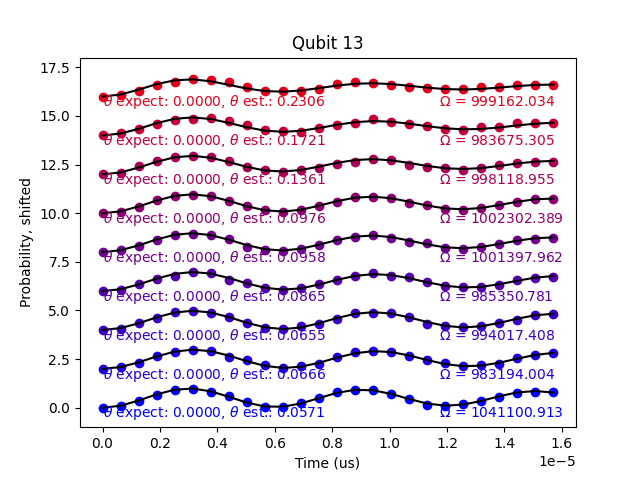 Qubit 13
17.5
15.0
12.5
10.0
7.5
5.0
2.5
0.0
Probability, shifted
θ expect: 0.0000, θ est.: 0.2306 Ω = 999162.034
θ expect: 0.0000, θ est.: 0.1721 Ω = 983675.305
θ expect: 0.0000, θ est.: 0.1361 Ω = 998118.955
θ expect: 0.0000, θ est.: 0.0976 Ω = 1002302.389
θ expect: 0.0000, θ est.: 0.0958 Ω = 1001397.962
θ expect: 0.0000, θ est.: 0.0865 Ω = 985350.781
θ expect: 0.0000, θ est.: 0.0655 Ω = 994017.408
θ expect: 0.0000, θ est.: 0.0666 Ω = 983194.004
θ expect: 0.0000, θ est.: 0.0571 Ω = 1041100.913
0.0 0.2 0.4 0.6 0.8 1.0 1.2 1.4 1.6
1e−5
Time (us)